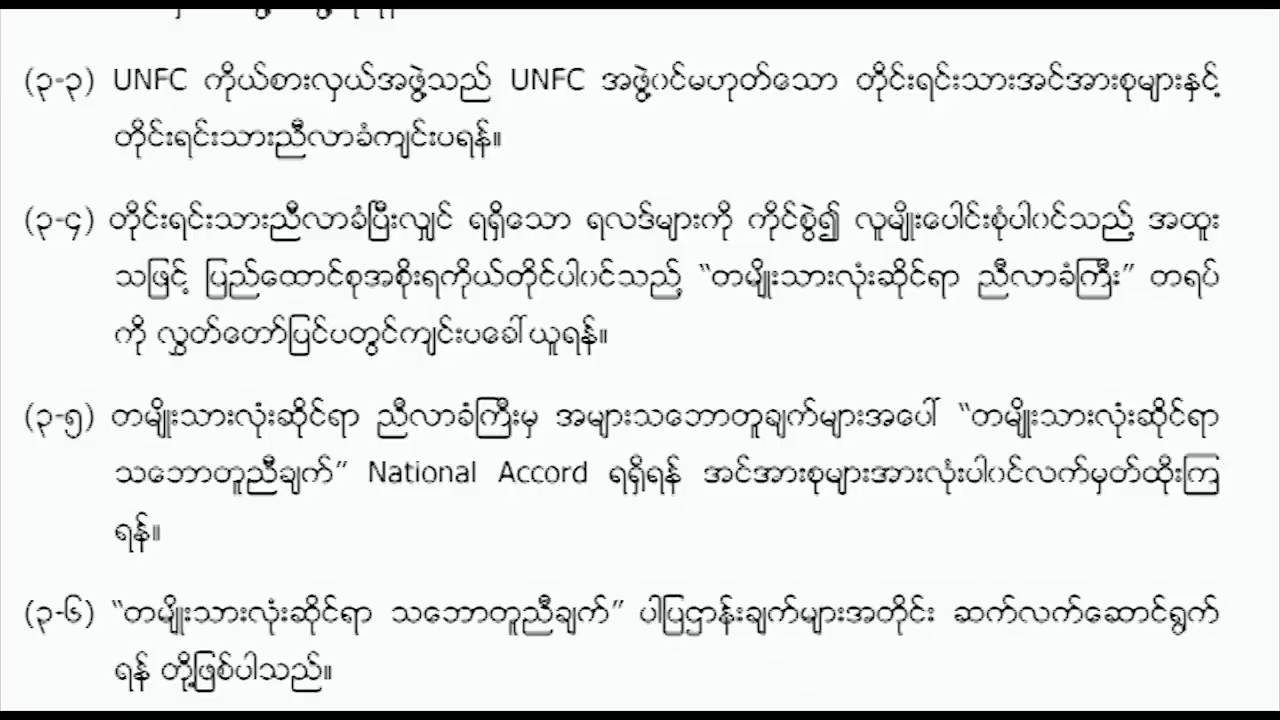 (၃-၃) UNFC ကိုယ်စားလှယ်အဖွဲ့သည် UNFC အဖွဲ့ဝင်မဟုတ်သော တိုင်းရင်းသားအင်အားစုများနှင့်
တိုင်းရင်းသားညီလာခံကျင်းပရန်။
(၃-၄) တိုင်းရင်းသားညီလာခံပြီးလျှင် ရရှိသော ရလဒ်များကို ကိုင်စွဲ၍ လူမျိုးပေါင်းစုံပါဝင်သည့် အထူး
သဖြင့် ပြည်ထောင်စုအစိုးရကိုယ်တိုင်ပါဝင်သည့် “တမျိုးသားလုံးဆိုင်ရာ ညီလာခံကြီး” တရပ်
ကို လွှတ်တော်ပြင်ပတွင်ကျင်းပခေါ်ယူရန်။
(၃-၅) တမျိုးသားလုံးဆိုင်ရာ ညီလာခံကြီးမှ အများသဘောတူချက်များအပေါ် “တမျိုးသားလုံးဆိုင်ရာ
သဘောတူညီချက်” National Accord ရရှိရန် အင်အားစုများအားလုံးပါဝင်လက်မှတ်ထိုးကြ
ရန်။
(၃-၆) “တမျိုးသားလုံးဆိုင်ရာ သဘောတူညီချက်” ပါပြဌာန်းချက်များအတိုင်း ဆက်လက်ဆောင်ရွက်
ရန် တို့ဖြစ်ပါသည်။